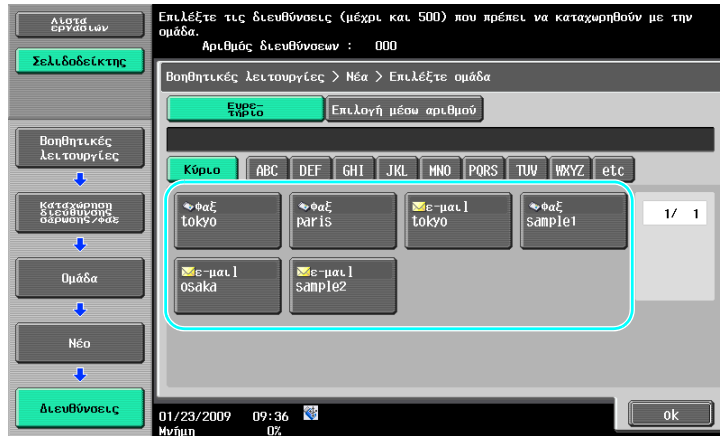 Λίστα
εργασιών
Σελιδοδείκτης
Βοηθητικές
λειτουργίες
Καταχώρηση
διεύθυνσης
σάρωσης/φαξ
Ομάδα
Νέο
Διευθύνσεις
Επιλέξτε τις διευθύνσεις (μέχρι και 500) που πρέπει να καταχωρηθούν με την
ομάδα.
Αριθμός διευθύνσεων : 000
Βοηθητικές λειτουργίες > Νέα > Επιλέξτε ομάδα
Ευρε-
τήριο
Επιλογή μέσω αριθμού
Κύριο ABC DEF GHI JKL MNO PQRS TUV WXYZ etc
φαξ
tokyo
φαξ
paris
ε-μαιl
tokyo
φαξ
sample1
1/ 1
ε-μαιl
osaka
ε-μαιl
sample2
01/23/2009 09:36
Μνήμη 0%
ok